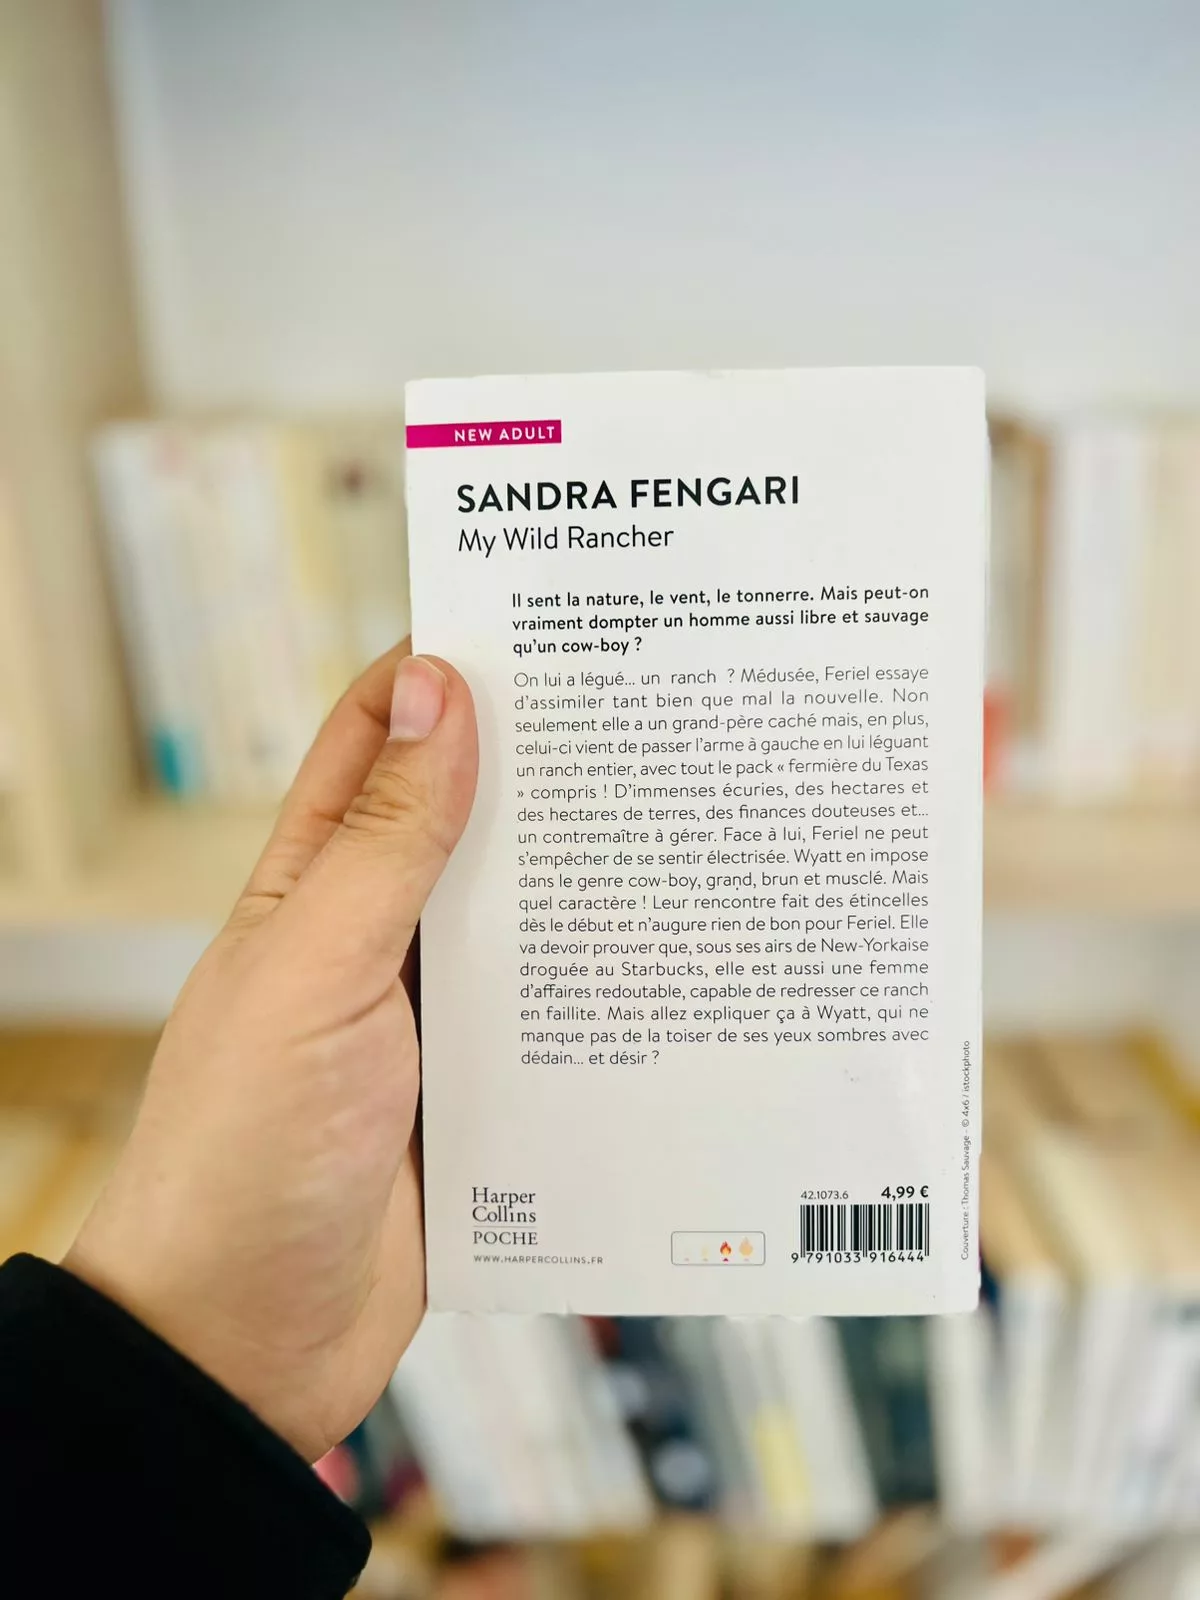 NEW ADULT
SANDRA FENGARI
My Wild Rancher
Il sent la nature, le vent, le tonnerre. Mais peut-on
vraiment dompter un homme aussi libre et sauvage
qu'un cow-boy ?
On lui a légué... un ranch ? Médusée, Feriel essaye
d'assimiler tant bien que mal la nouvelle. Non
seulement elle a un grand-père caché mais, en plus,
celui-ci vient de passer l'arme à gauche en lui léguant
un ranch entier, avec tout le pack « fermière du Texas
» compris ! D'immenses écuries, des hectares et
des hectares de terres, des finances douteuses et...
un contremaître à gérer. Face à lui, Feriel ne peut
s'empêcher de se sentir électrisée. Wyatt en impose
dans le genre cow-boy, grand, brun et musclé. Mais
quel caractère ! Leur rencontre fait des étincelles
dès le début et n'augure rien de bon pour Feriel. Elle
va devoir prouver que, sous ses airs de New-Yorkaise
droguée au Starbucks, elle est aussi une femme
d'affaires redoutable, capable de redresser ce ranch
en faillite. Mais allez expliquer ça à Wyatt, qui ne
manque pas de la toiser de ses yeux sombres avec
dédain... et désir ?
Harper
Collins
POCHE
WWW.HARPERCOLLINS.FR
42.1073.6 4,99 €
9 791033 916444
Couverture : Thomas Sauvage - © 4x6 / istockphoto